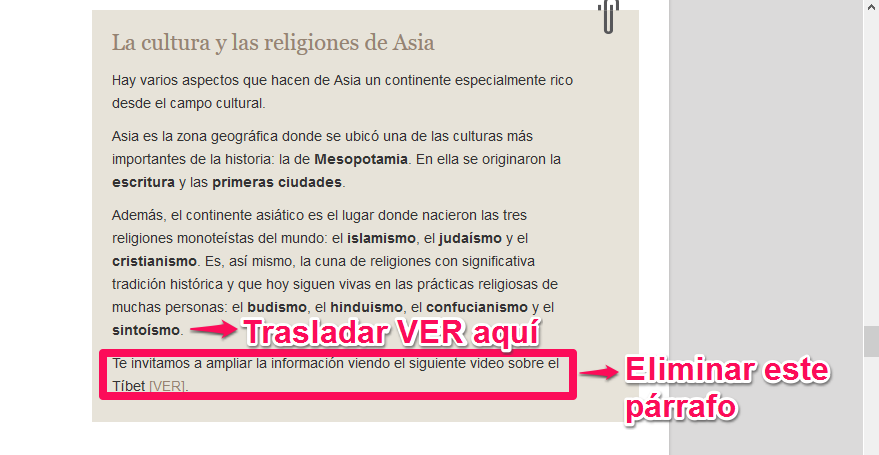 La cultura y las religiones de Asia
Hay varios aspectos que hacen de Asia un continente especialmente rico
desde el campo cultural.
Asia es la zona geográfica donde se ubicó una de las culturas más
importantes de la historia: la de Mesopotamia. En ella se originaron la
escritura y las primeras ciudades.
Además, el continente asiático es el lugar donde nacieron las tres
religiones monoteístas del mundo: el islamismo, el judaísmo y el
cristianismo. Es, así mismo, la cuna de religiones con significativa
tradición histórica y que hoy siguen vivas en las prácticas religiosas de
muchas personas: el budismo, el hinduismo, el confucianismo y el
sintoísmo.
Trasladar VER aquí
Te invitamos a ampliar la información viendo el siguiente video sobre el
Tíbet [VER].
Eliminar este
párrafo